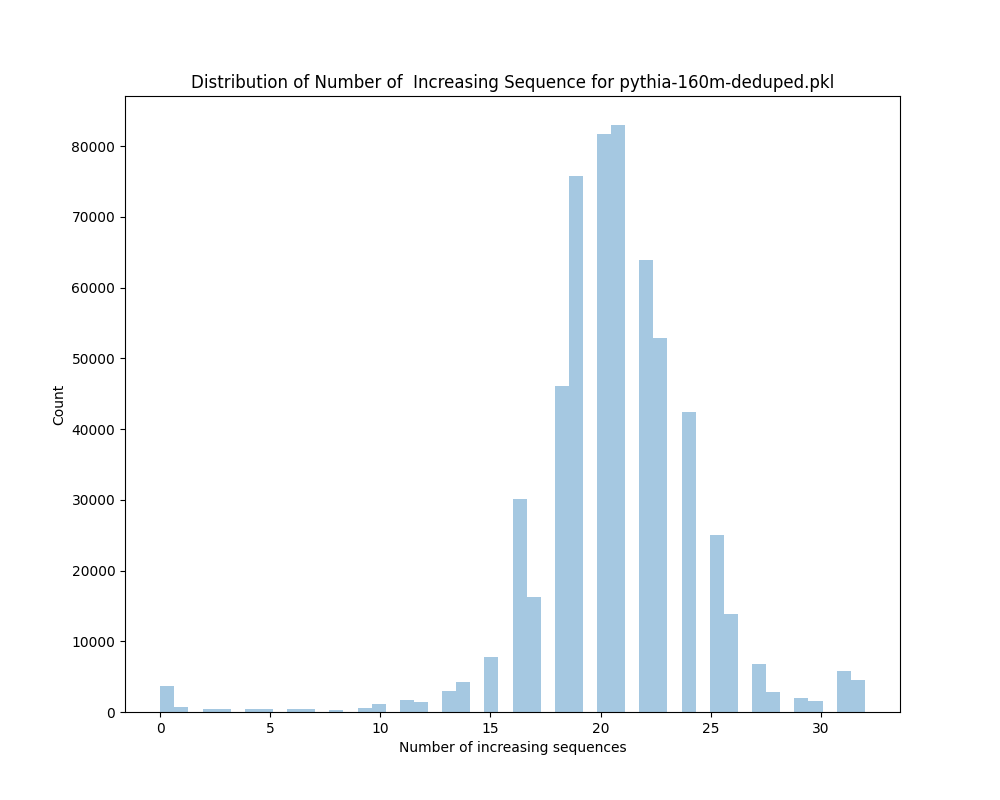 Distribution of Number of  Increasing Sequence for pythia-160m-deduped.pkl
80000
70000
60000
50000
40000
30000
20000
10000
0
Count
0 5 10 15 20 25 30
Number of increasing sequences